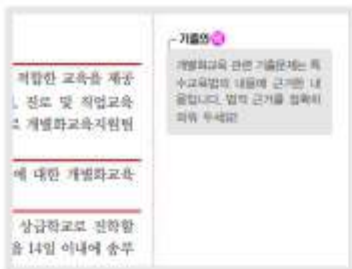 적합한 교육을 제공
, 진로 및 직업교육
로 개별화교육지원팀
에 대한 개별화교육
상급학교로 진학할
을 14일 이내에 송부
기출의 맥
개별화교육 관련 기출문제는 특
수교육법의 내용에 근거한 내
용입니다. 법적 근거를 정확히
외워 두세요!